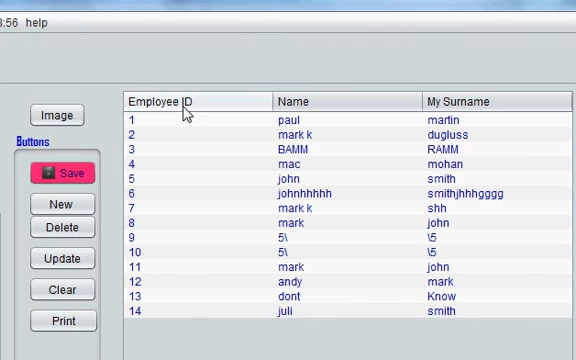 3:56 help
Employee ID Name My Surname
Image
1 paul martin
2 mark k dugluss
Buttons
3 BAMM RAMM
4 mac mohan
Save
5 john smith
6 johnhhhhh smithjhhhgggg
New
7 mark k shh
8 mark john
Delete
9 5\ \5
10 5\ \5
Update
11 mark john
12 andy mark
Clear
13 dont Know
14 juli smith
Print